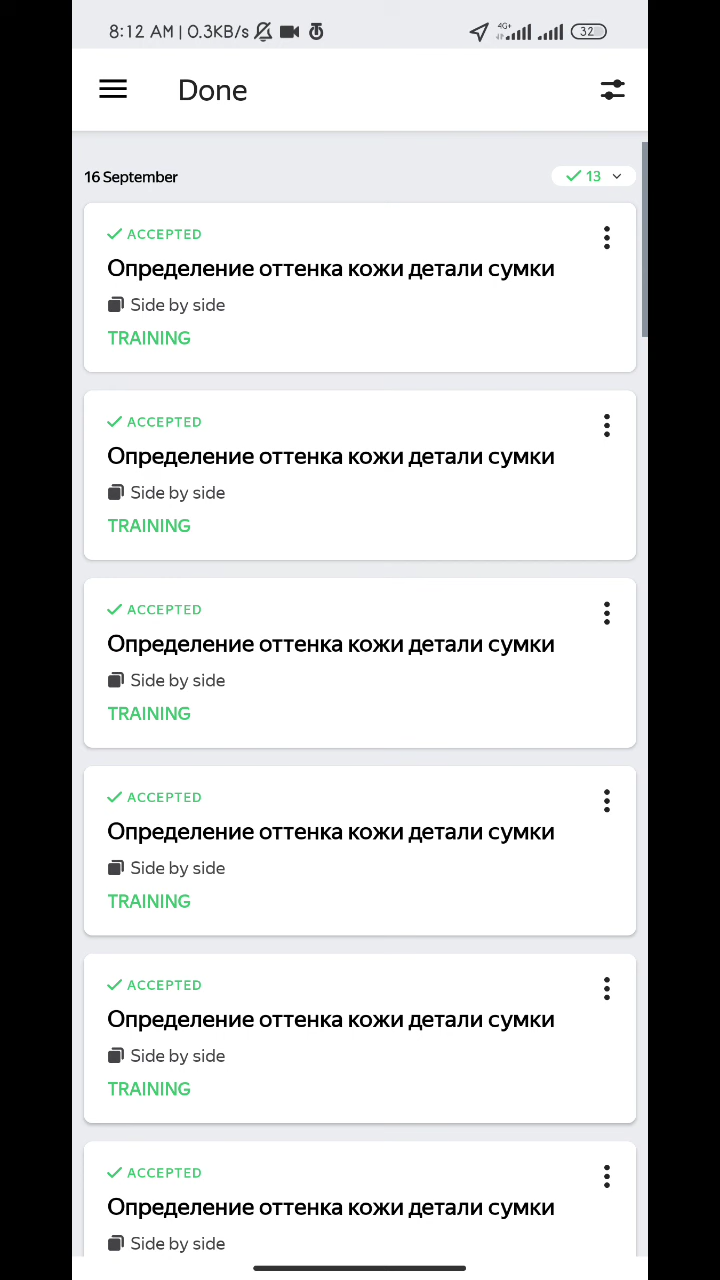 8:12 AM | 0.3KB/s 4G+ 32
Done
16 September 13
ACCEPTED
Определение оттенка кожи детали сумки
Side by side
TRAINING
ACCEPTED
Определение оттенка кожи детали сумки
Side by side
TRAINING
ACCEPTED
Определение оттенка кожи детали сумки
Side by side
TRAINING
ACCEPTED
Определение оттенка кожи детали сумки
Side by side
TRAINING
ACCEPTED
Определение оттенка кожи детали сумки
Side by side
TRAINING
ACCEPTED
Определение оттенка кожи детали сумки
Side by side